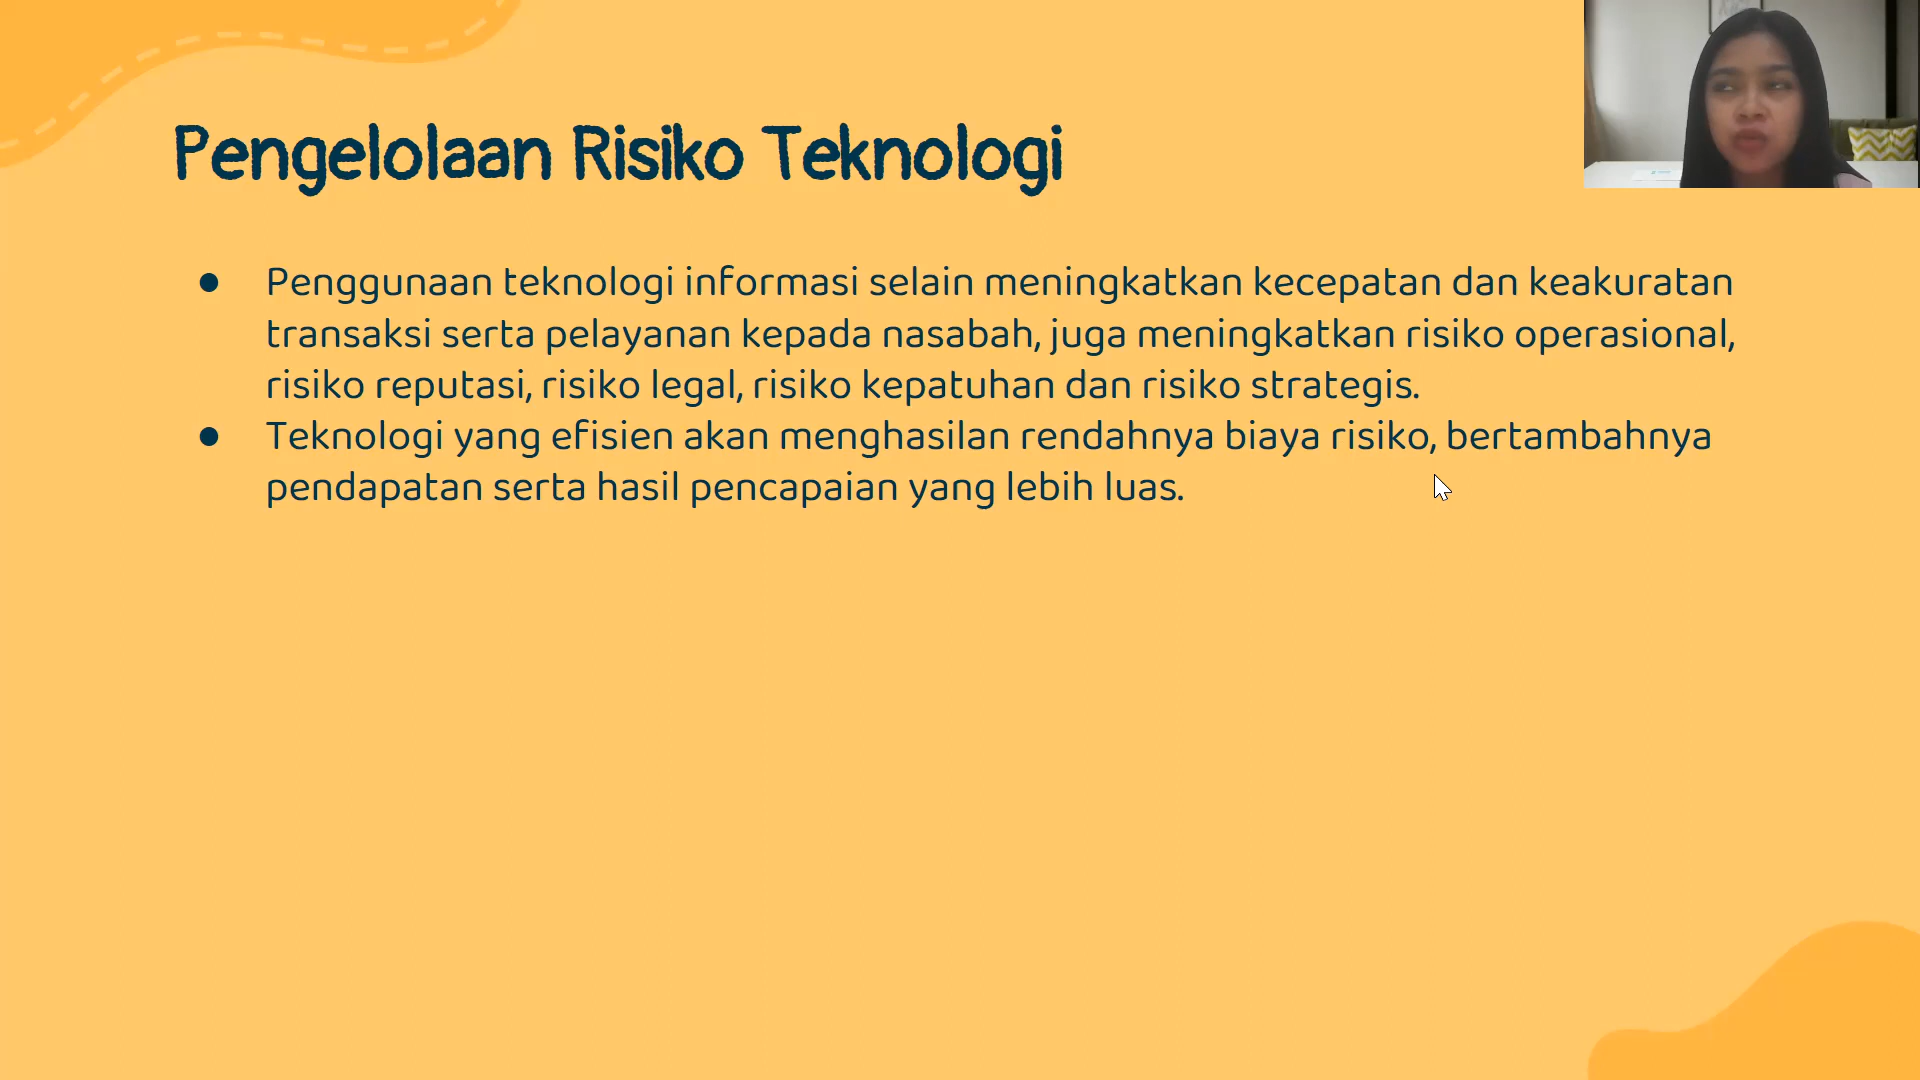 Pengelolaan Risiko Teknologi
● Penggunaan teknologi informasi selain meningkatkan kecepatan dan keakuratan
transaksi serta pelayanan kepada nasabah, juga meningkatkan risiko operasional,
risiko reputasi, risiko legal, risiko kepatuhan dan risiko strategis.
● Teknologi yang efisien akan menghasilan rendahnya biaya risiko, bertambahnya
pendapatan serta hasil pencapaian yang lebih luas.